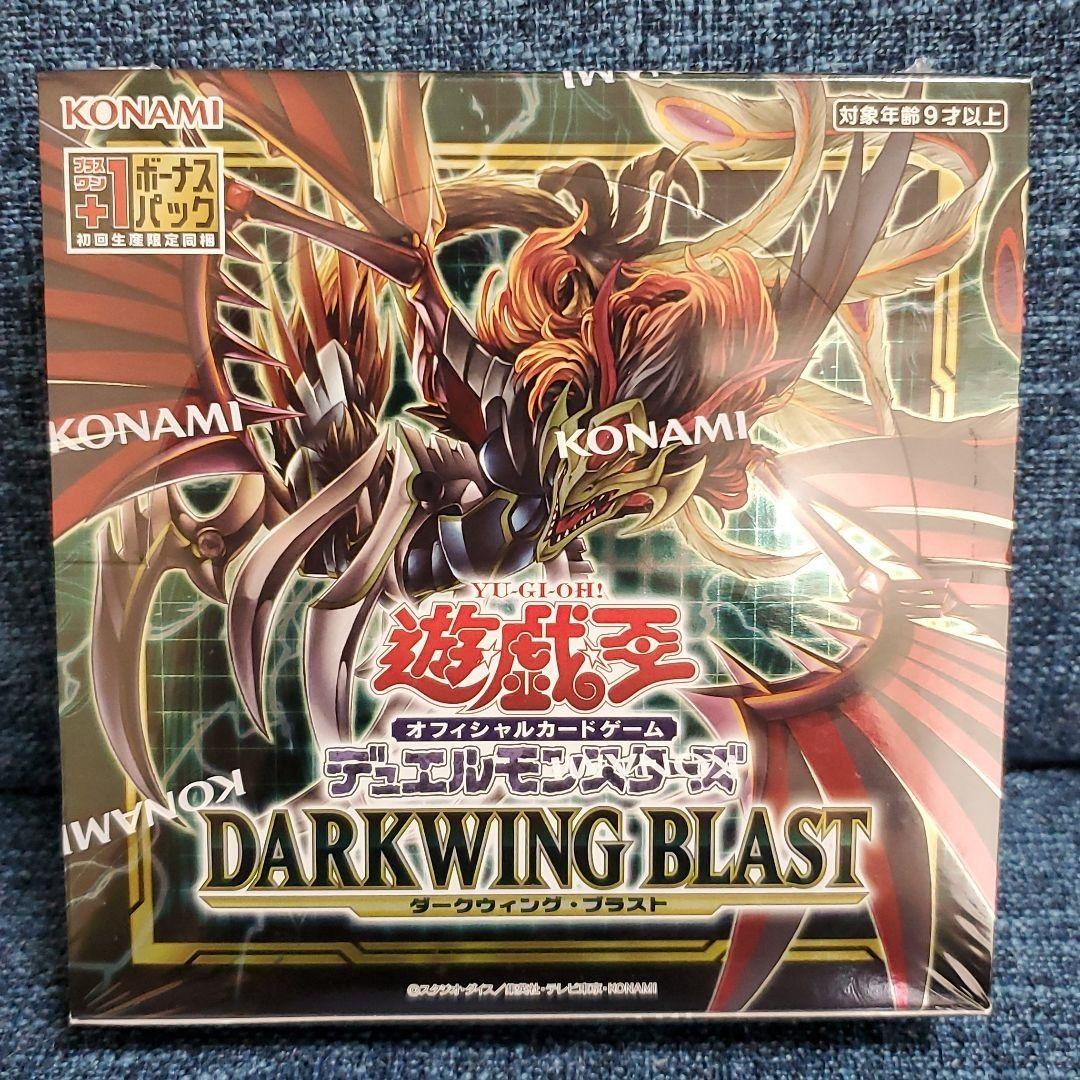 KONAMI
対象年齢9才以上
KONAMI
プラスワン+1
ボーナスパック
初回生産限定同梱
KONAMI
KONAMI
YU-GI-OH!
遊戯王
オフィシャルカードゲーム
デュエルモンスターズ
KONAMI
DARKWING BLAST
ダークウィング・ブラスト
©スタジオ・ダイス/集英社・テレビ東京・KONAMI